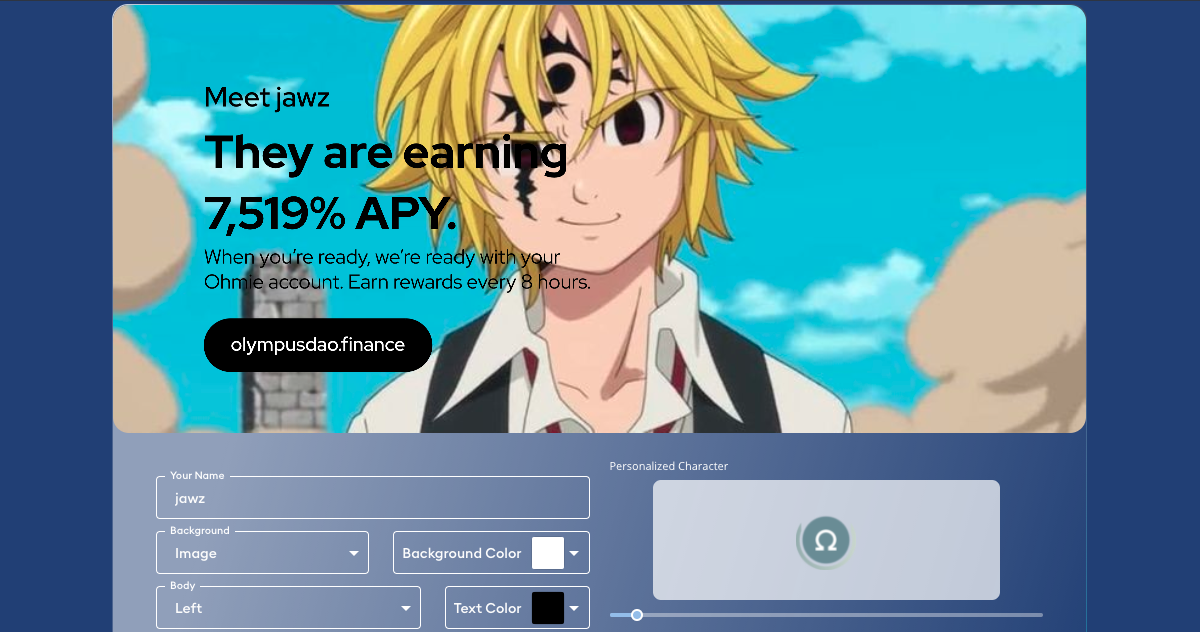 Meet jawz
They are earning
7,519% APY.
When you're ready, we're ready with your
Ohmie account. Earn rewards every 8 hours.
olympusdao.finance
Your Name
jawz
Background
Image
Background Color
Body
Left
Text Color
Personalized Character
Ω